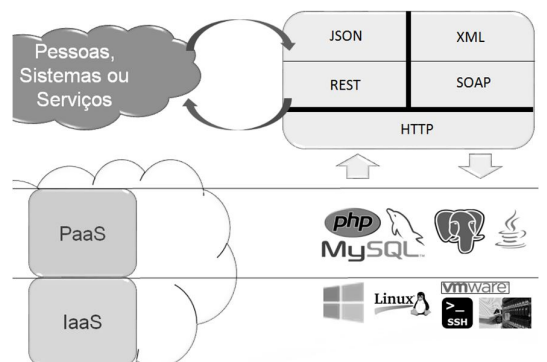 Pessoas,
Sistemas ou
Serviços
JSON
XML
REST
SOAP
HTTP
PaaS
php
MySQL
IaaS
Linux
vmware
>_
SSH